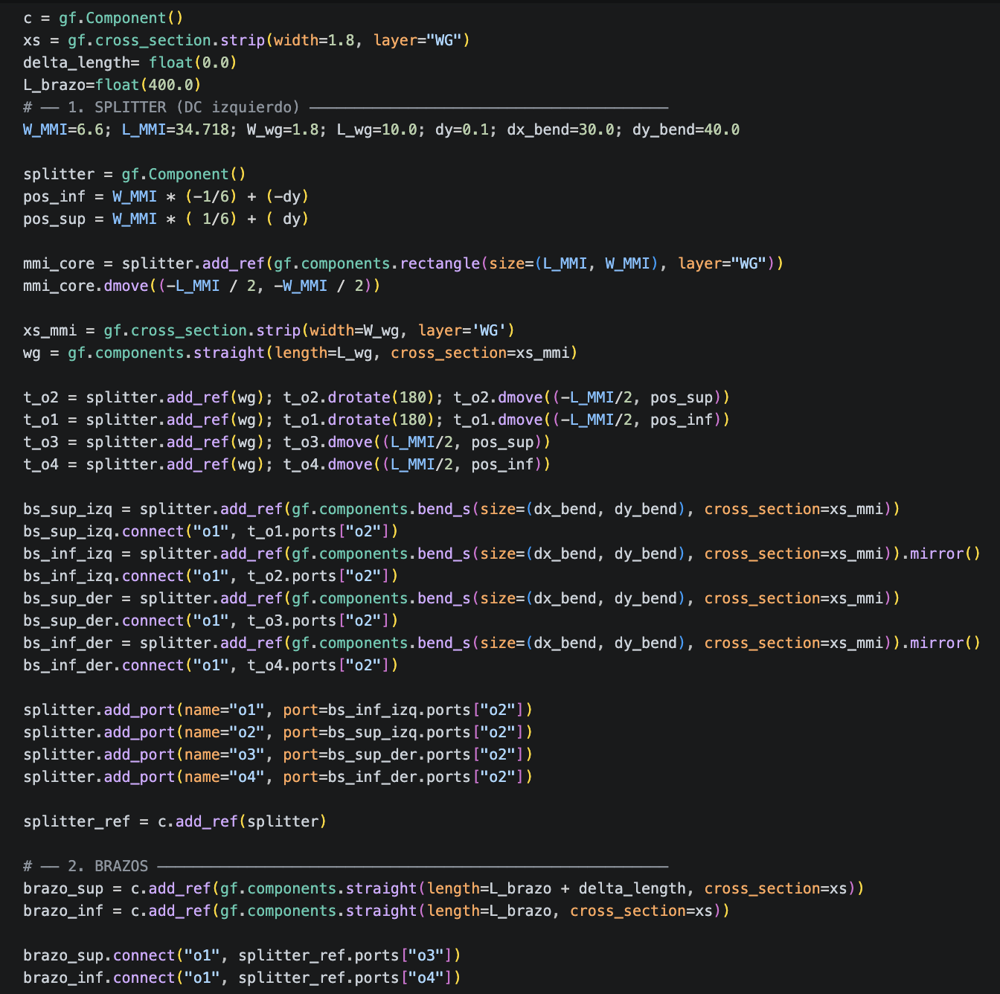 c = gf.Component()
xs = gf.cross_section.strip(width=1.8, layer="WG")
delta_length= float(0.0)
L_brazo=float(400.0)
# —— 1. SPLITTER (DC izquierdo) ————————————————————————————————————————
W_MMI=6.6; L_MMI=34.718; W_wg=1.8; L_wg=10.0; dy=0.1; dx_bend=30.0; dy_bend=40.0
splitter = gf.Component()
pos_inf = W_MMI * (-1/6) + (-dy)
pos_sup = W_MMI * ( 1/6) + ( dy)
mmi_core = splitter.add_ref(gf.components.rectangle(size=(L_MMI, W_MMI), layer="WG"))
mmi_core.dmove((-L_MMI / 2, -W_MMI / 2))
xs_mmi = gf.cross_section.strip(width=W_wg, layer='WG')
wg = gf.components.straight(length=L_wg, cross_section=xs_mmi)
t_o2 = splitter.add_ref(wg); t_o2.drotate(180); t_o2.dmove((-L_MMI/2, pos_sup))
t_o1 = splitter.add_ref(wg); t_o1.drotate(180); t_o1.dmove((-L_MMI/2, pos_inf))
t_o3 = splitter.add_ref(wg); t_o3.dmove((L_MMI/2, pos_sup))
t_o4 = splitter.add_ref(wg); t_o4.dmove((L_MMI/2, pos_inf))
bs_sup_izq = splitter.add_ref(gf.components.bend_s(size=(dx_bend, dy_bend), cross_section=xs_mmi))
bs_sup_izq.connect("o1", t_o1.ports["o2"])
bs_inf_izq = splitter.add_ref(gf.components.bend_s(size=(dx_bend, dy_bend), cross_section=xs_mmi)).mirror()
bs_inf_izq.connect("o1", t_o2.ports["o2"])
bs_sup_der = splitter.add_ref(gf.components.bend_s(size=(dx_bend, dy_bend), cross_section=xs_mmi))
bs_sup_der.connect("o1", t_o3.ports["o2"])
bs_inf_der = splitter.add_ref(gf.components.bend_s(size=(dx_bend, dy_bend), cross_section=xs_mmi)).mirror()
bs_inf_der.connect("o1", t_o4.ports["o2"])
splitter.add_port(name="o1", port=bs_inf_izq.ports["o2"])
splitter.add_port(name="o2", port=bs_sup_izq.ports["o2"])
splitter.add_port(name="o3", port=bs_sup_der.ports["o2"])
splitter.add_port(name="o4", port=bs_inf_der.ports["o2"])
splitter_ref = c.add_ref(splitter)
# —— 2. BRAZOS —————————————————————————————————————————————————————————
brazo_sup = c.add_ref(gf.components.straight(length=L_brazo + delta_length, cross_section=xs))
brazo_inf = c.add_ref(gf.components.straight(length=L_brazo, cross_section=xs))
brazo_sup.connect("o1", splitter_ref.ports["o3"])
brazo_inf.connect("o1", splitter_ref.ports["o4"])